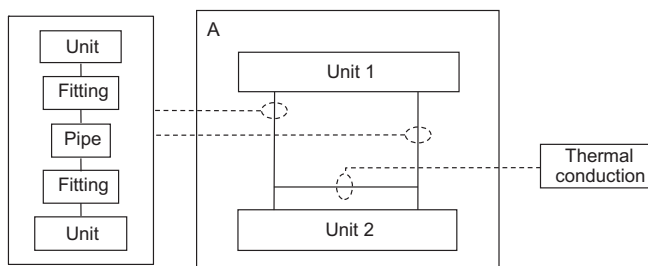 Unit
Fitting
Pipe
Fitting
Unit
A
Unit 1
Unit 2
Thermal
conduction